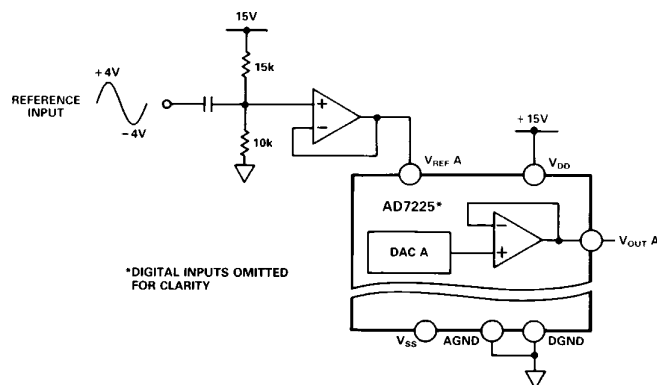 15V
15k
+4V
REFERENCE
INPUT
−4V
+
−
10k
+15V
V_REF A
V_DD
AD7225*
−
+
DAC A
V_OUT A
*DIGITAL INPUTS OMITTED
FOR CLARITY
V_SS
AGND
DGND